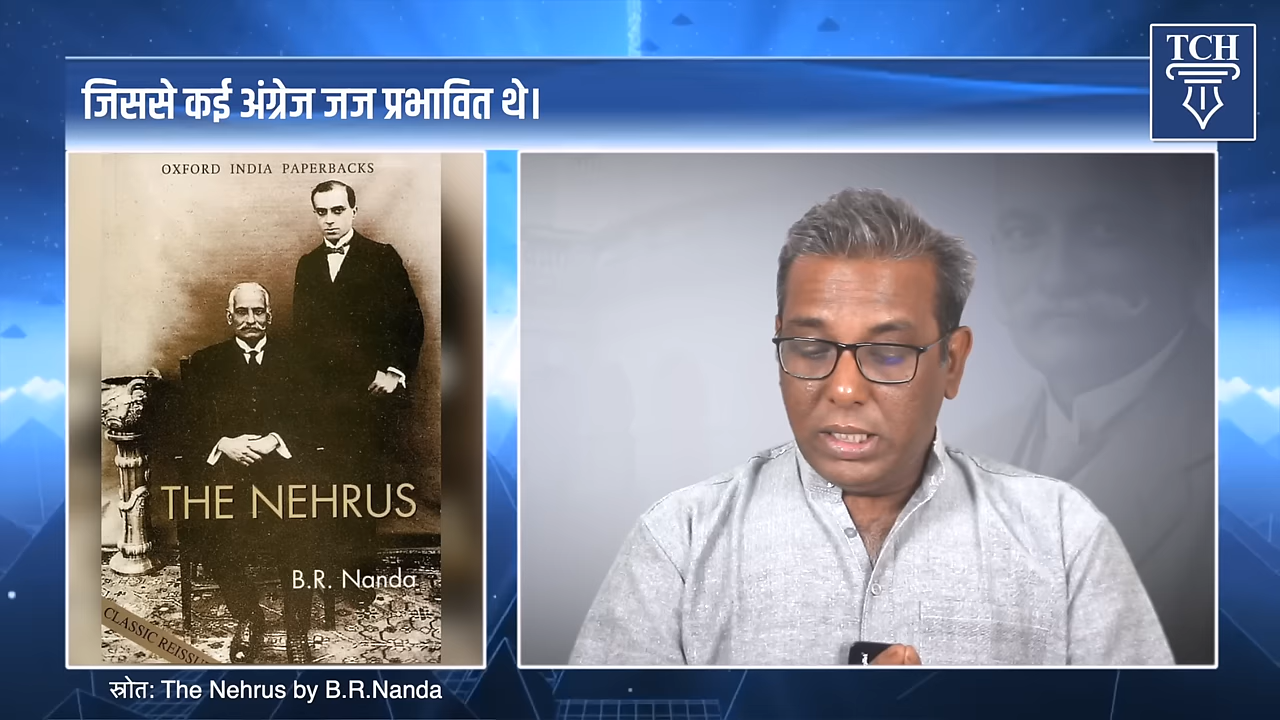 जिससे कई अंग्रेज जज प्रभावित थे।
TCH
OXFORD INDIA PAPERBACKS
THE NEHRUS
B.R. Nanda
CLASSIC REISSU
स्रोत: The Nehrus by B.R.Nanda